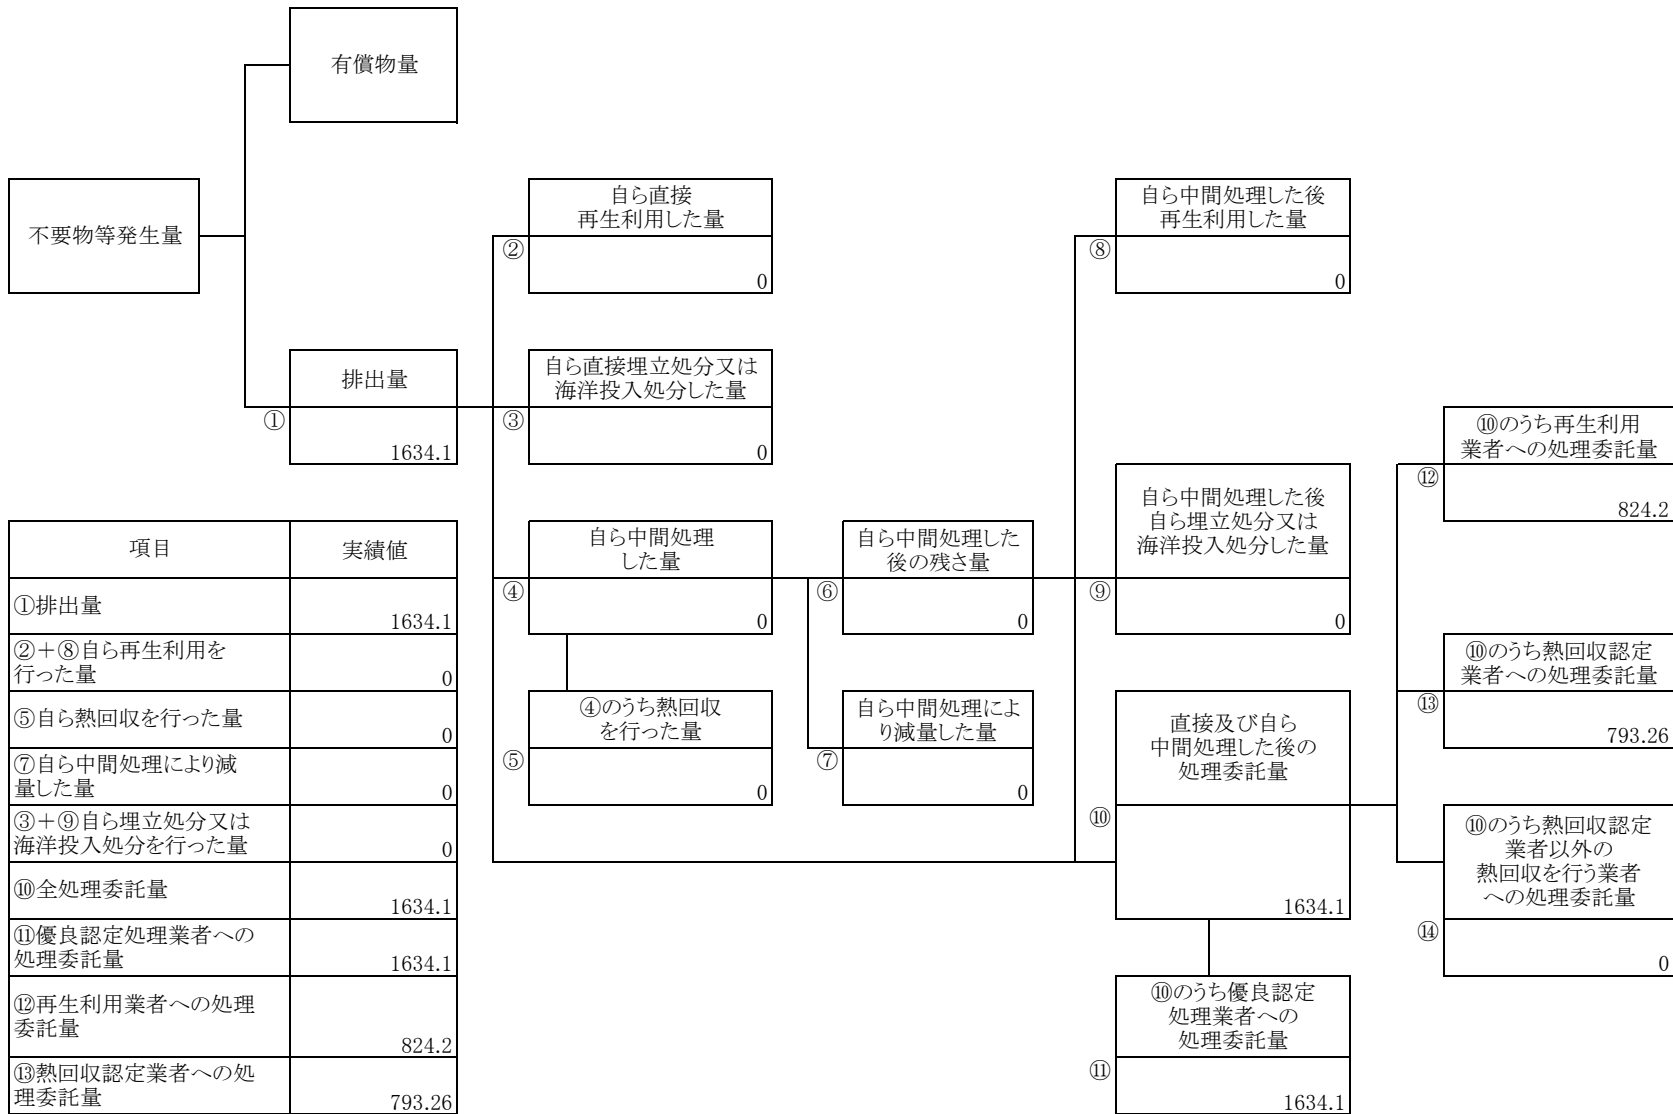 有償物量
不要物等発生量
自ら直接
再生利用した量
②
0
自ら中間処理した後
再生利用した量
⑧
0
排出量
①
1634.1
自ら直接埋立処分又は
海洋投入処分した量
③
0
⑩のうち再生利用
業者への処理委託量
⑫
824.2
自ら中間処理
した量
④
0
自ら中間処理した
後の残さ量
⑥
0
自ら中間処理した後
自ら埋立処分又は
海洋投入処分した量
⑨
0
⑩のうち熱回収認定
業者への処理委託量
⑬
793.26
④のうち熱回収
を行った量
⑤
0
自ら中間処理によ
り減量した量
⑦
0
直接及び自ら
中間処理した後の
処理委託量
⑩
1634.1
⑩のうち熱回収認定
業者以外の
熱回収を行う業者
への処理委託量
⑭
0
⑩のうち優良認定
処理業者への
処理委託量
⑪
1634.1
項目 実績値
①排出量 1634.1
②+⑧自ら再生利用を
行った量 0
⑤自ら熱回収を行った量 0
⑦自ら中間処理により減
量した量 0
③+⑨自ら埋立処分又は
海洋投入処分を行った量 0
⑩全処理委託量 1634.1
⑪優良認定処理業者への
処理委託量 1634.1
⑫再生利用業者への処理
委託量 824.2
⑬熱回収認定業者への処
理委託量 793.26